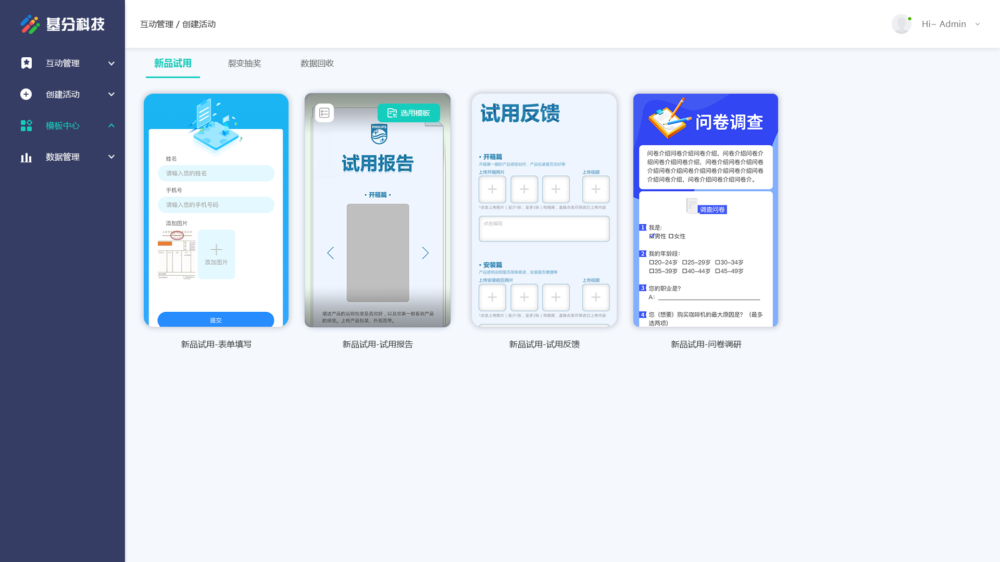 基分科技
互动管理 / 创建活动
Hi~ Admin
互动管理
创建活动
模板中心
数据管理
新品试用
裂变抽奖
数据回收
姓名
请输入您的姓名
手机号
请输入您的手机号码
添加图片
添加图片
提交
新品试用-表单填写
选用模板
PHILIPS
试用报告
• 开箱篇 •
描述产品的运输包装是否完好，以及您第一眼看到产品
的感受。上传产品包装、外观图等。
新品试用-试用报告
试用反馈
• 开箱篇
开箱第一眼的产品感受如何，产品包装是否完好等
上传开箱照片
上传视频
*点击上传图片（至少1张，至多3张）和视频，直接点击可修改已上传内容
点击编写
• 安装篇
产品使用说明是否简单易读，安装是否便捷等
上传安装前后照片
上传视频
*点击上传图片（至少1张，至多3张）和视频，直接点击可修改已上传内容
新品试用-试用反馈
问卷调查
问卷介绍问卷介绍问卷介绍，问卷介绍问卷介
绍问卷介绍问卷介绍，问卷介绍问卷介绍问卷
介绍问卷介绍问卷介绍问卷介绍问卷介绍问卷
介绍问卷介绍，问卷介绍问卷介绍问卷介。
调查问卷
1 我是:
男性 女性
2 我的年龄段：
20-24岁 25-29岁 30-34岁
35-39岁 40-44岁 45-49岁
3 您的职业是?
A：
4 您（想要）购买咖啡机的最大原因是? （最多
选两项)
新品试用-问卷调研